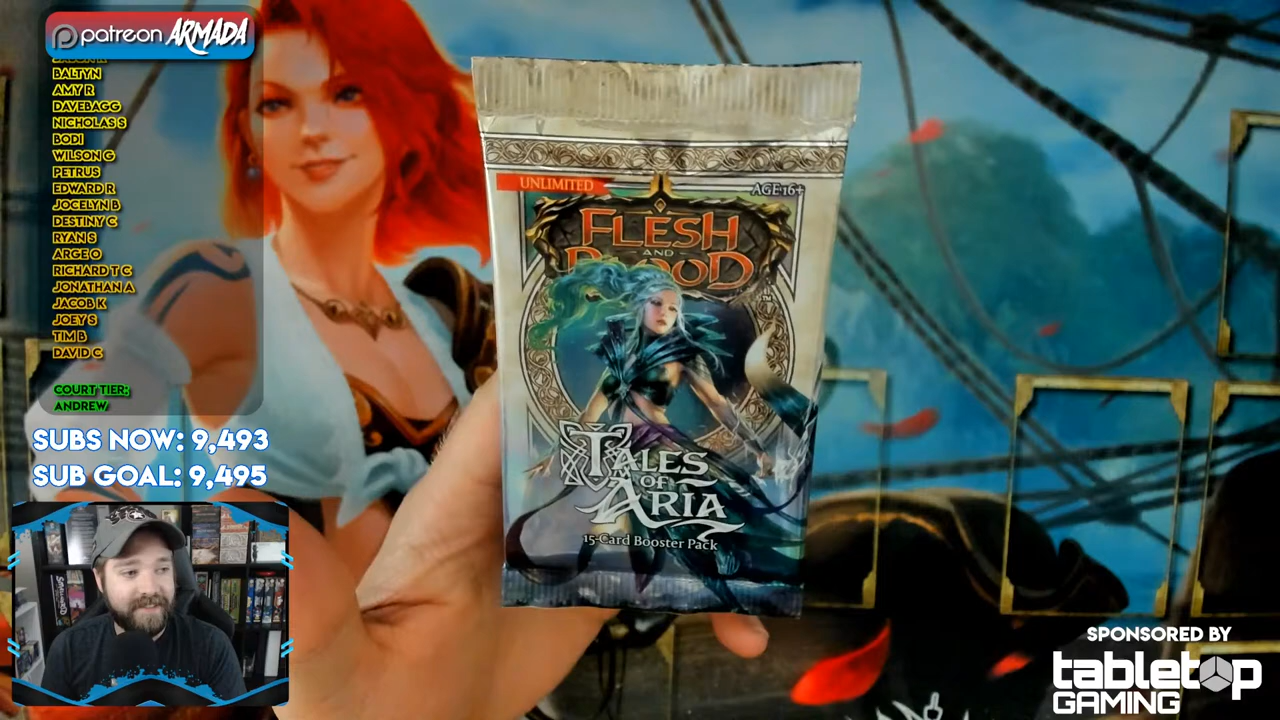 patreon ARMADA
BALTYN
AMY R
DAVEBAGG
NICHOLAS S
BODI
WILSON G
PETRUS
EDWARD R
JOCELYN B
DESTINY C
RYAN S
ARGE O
RICHARD T C
JONATHAN A
JACOB K
JOEY S
TIM B
DAVID C
COURT TIER:
ANDREW
SUBS NOW: 9,493
SUB GOAL: 9,495
UNLIMITED
AGE 16+
FLESH
AND
BLOOD
TALES
OF
ARIA
15-Card Booster Pack
SPONSORED BY
tabletop
GAMING